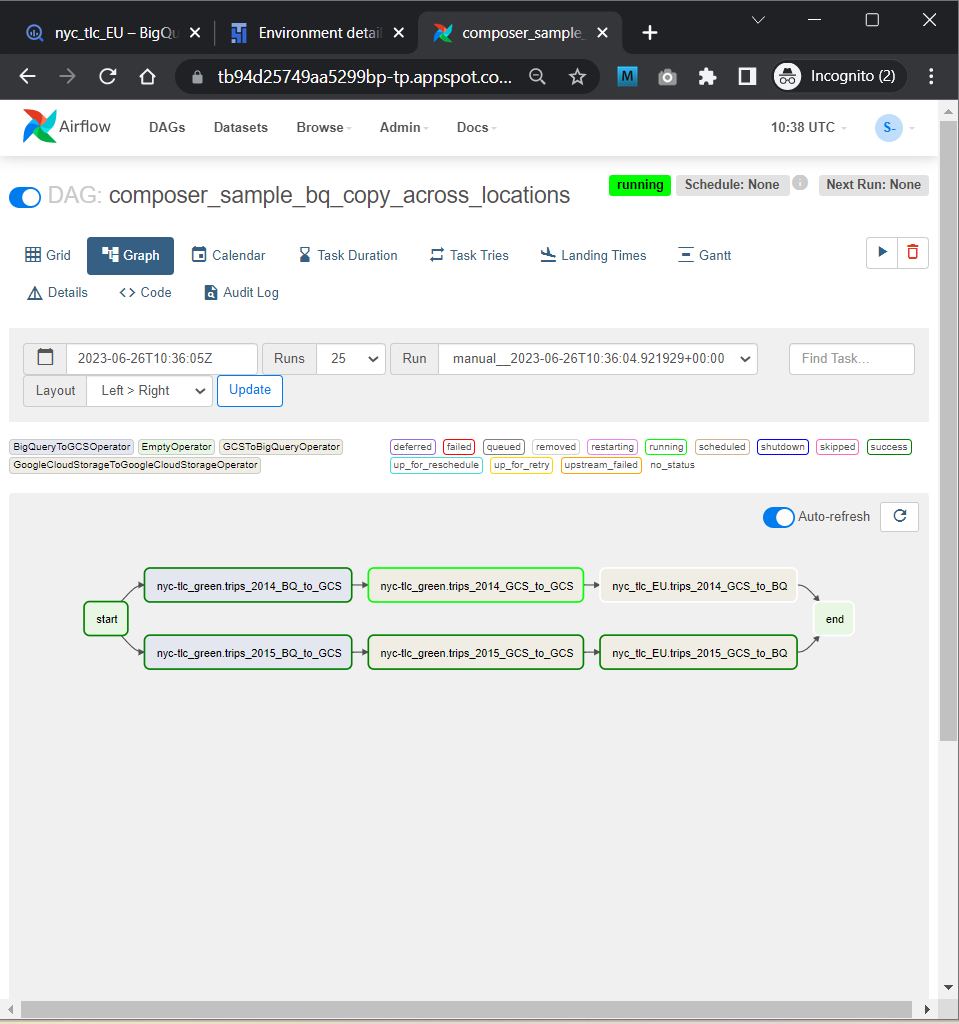 nyc_tlc_EU – BigQu
Environment detail
composer_sample_
tb94d25749aa5299bp-tp.appspot.co...
M
Incognito (2)
Airflow
DAGs
Datasets
Browse
Admin
Docs
10:38 UTC
S-
DAG: composer_sample_bq_copy_across_locations
running
Schedule: None
Next Run: None
Grid
Graph
Calendar
Task Duration
Task Tries
Landing Times
Gantt
Details
Code
Audit Log
2023-06-26T10:36:05Z
Runs
25
Run
manual__2023-06-26T10:36:04.921929+00:00
Find Task...
Layout
Left > Right
Update
BigQueryToGCSOperator
EmptyOperator
GCSToBigQueryOperator
GoogleCloudStorageToGoogleCloudStorageOperator
deferred
failed
queued
removed
restarting
running
scheduled
shutdown
skipped
success
up_for_reschedule
up_for_retry
upstream_failed
no_status
Auto-refresh
nyc-tlc_green.trips_2014_BQ_to_GCS
nyc-tlc_green.trips_2014_GCS_to_GCS
nyc_tlc_EU.trips_2014_GCS_to_BQ
start
end
nyc-tlc_green.trips_2015_BQ_to_GCS
nyc-tlc_green.trips_2015_GCS_to_GCS
nyc_tlc_EU.trips_2015_GCS_to_BQ